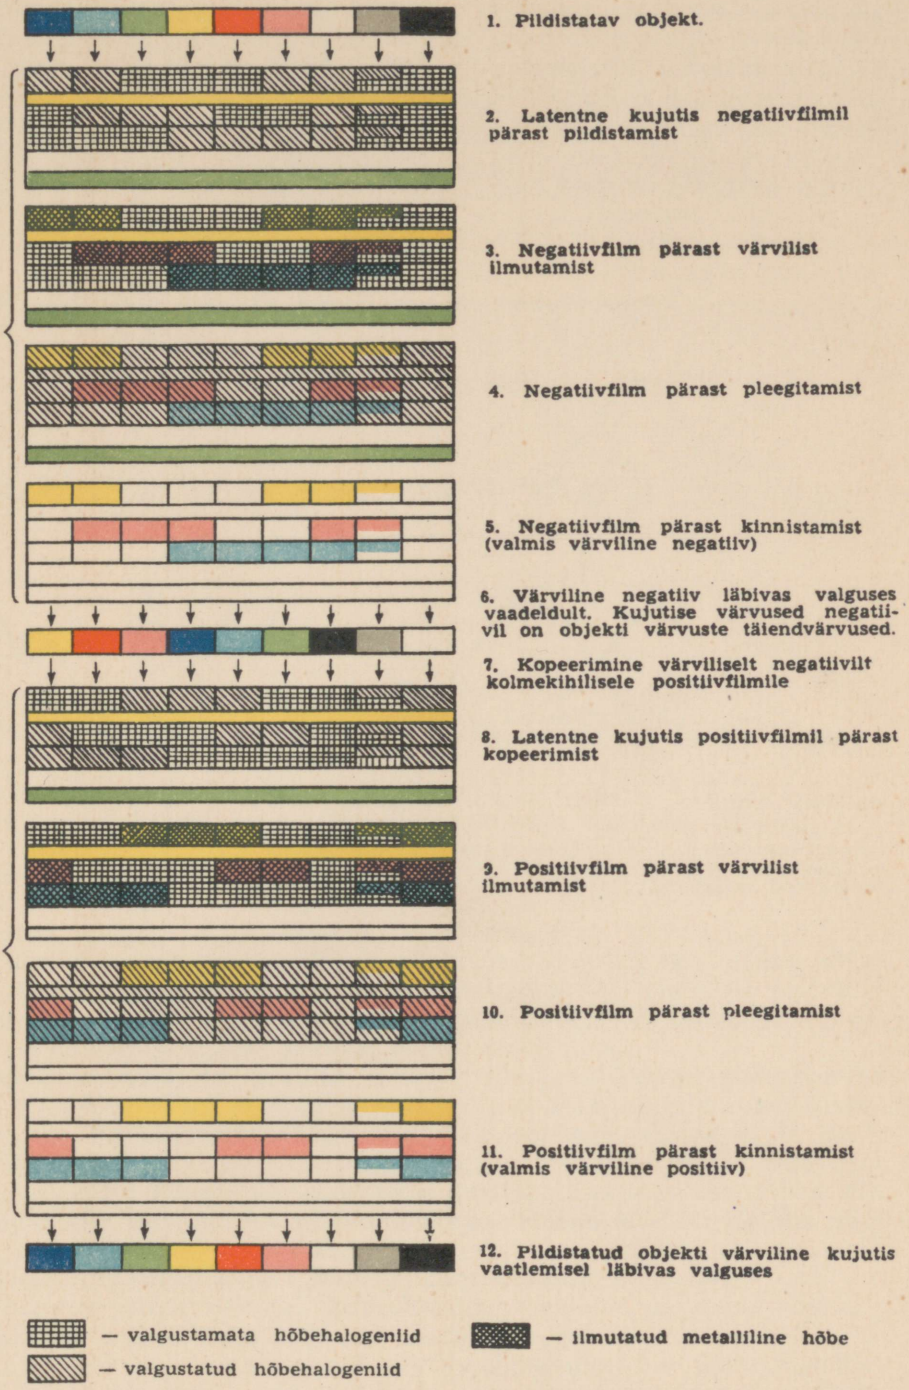 1. Pildistatav objekt.
2. Latentne kujutis negatiivfilmil
pärast pildistamist
3. Negatiivfilm pärast värvilist
ilmutamist
4. Negatiivfilm pärast pleegitamist
5. Negatiivfilm pärast kinnistamist
(valmis värviline negatiiv)
6. Värviline negatiiv läbivas valguses
vaadeldult. Kujutise värvused negatii-
vil on objekti värvuste täiendvärvused.
7. Kopeerimine värviliselt negatiivilt
kolmekihilisele positiivfilmile
8. Latentne kujutis positiivfilmil pärast
kopeerimist
9. Positiivfilm pärast värvilist
ilmutamist
10. Positiivfilm pärast pleegitamist
11. Positiivfilm pärast kinnistamist
(valmis värviline positiiv)
12. Pildistatud objekti värviline kujutis
vaatlemisel läbivas valguses
— valgustamata hõbehalogeniid
— ilmutatud metalliline hõbe
— valgustatud hõbehalogeniid